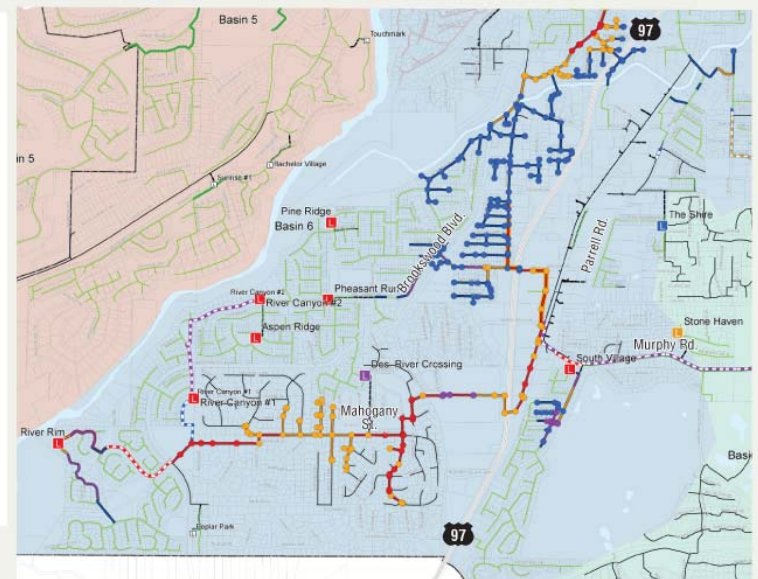 Basin 5
97
Touchmark
in 5
Bachelor Village
Sunrise #1
Pine Ridge
Basin 6
The Shire
Brookswood Blvd.
Parrell Rd.
River Canyon #2
River Canyon #2
Pheasant Run
Aspen Ridge
Stone Haven
Murphy Rd.
Des. River Crossing
South Village
River Canyon #1
River Canyon #1
Mahogany
St.
River Rim
Poplar Park
97